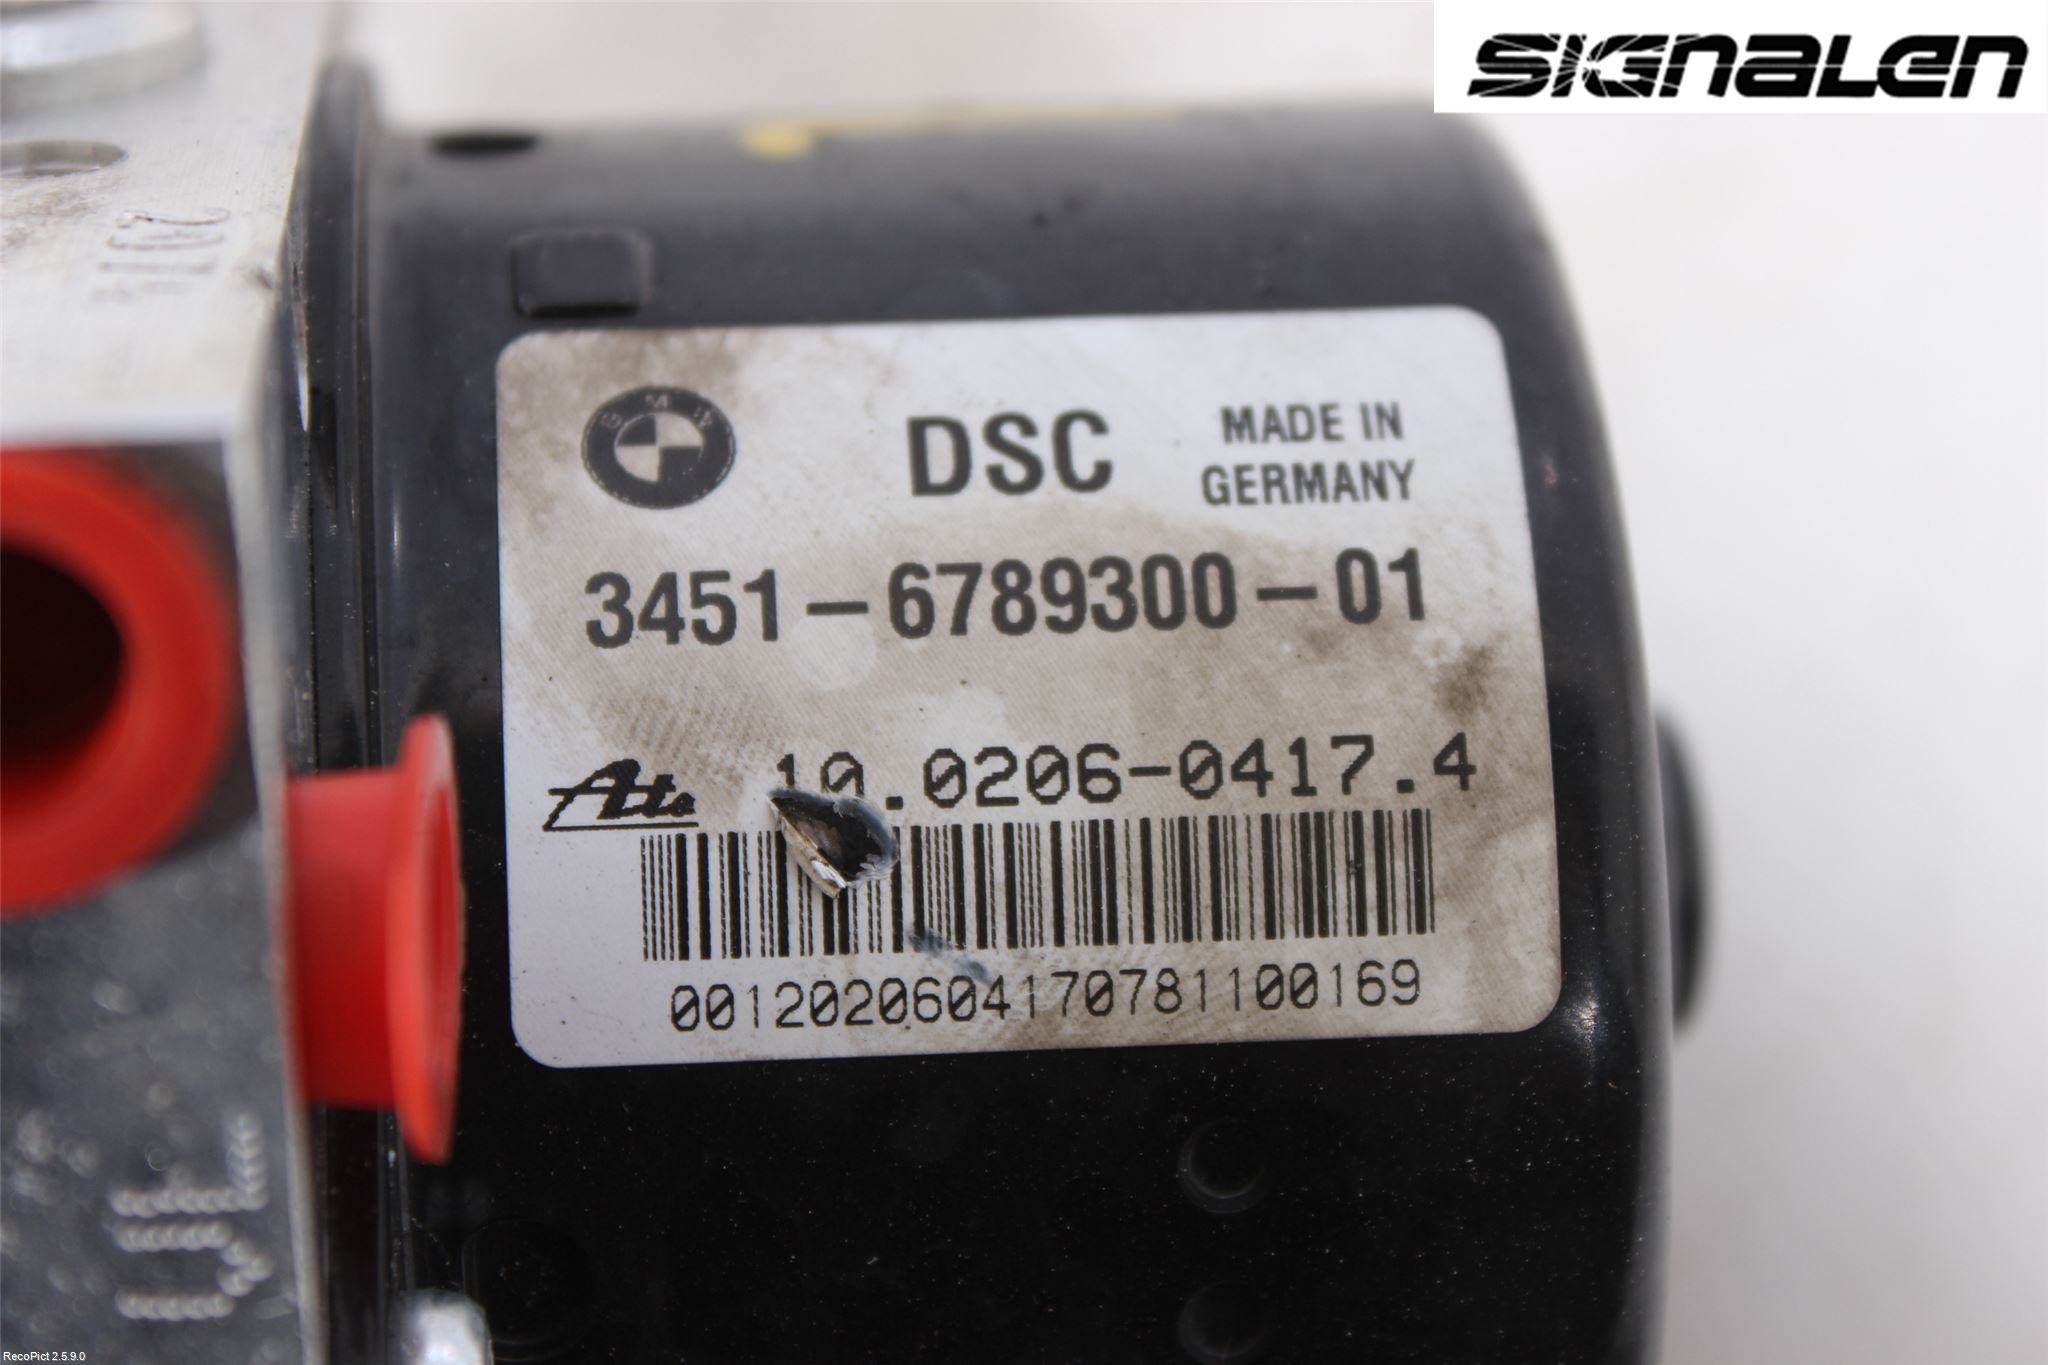 SIGNALEN
BMW
DSC
MADE IN
GERMANY
3451-6789300-01
Ate 10.0206-0417.4
0012020604170781100169
RecoPict 2.5.9.0